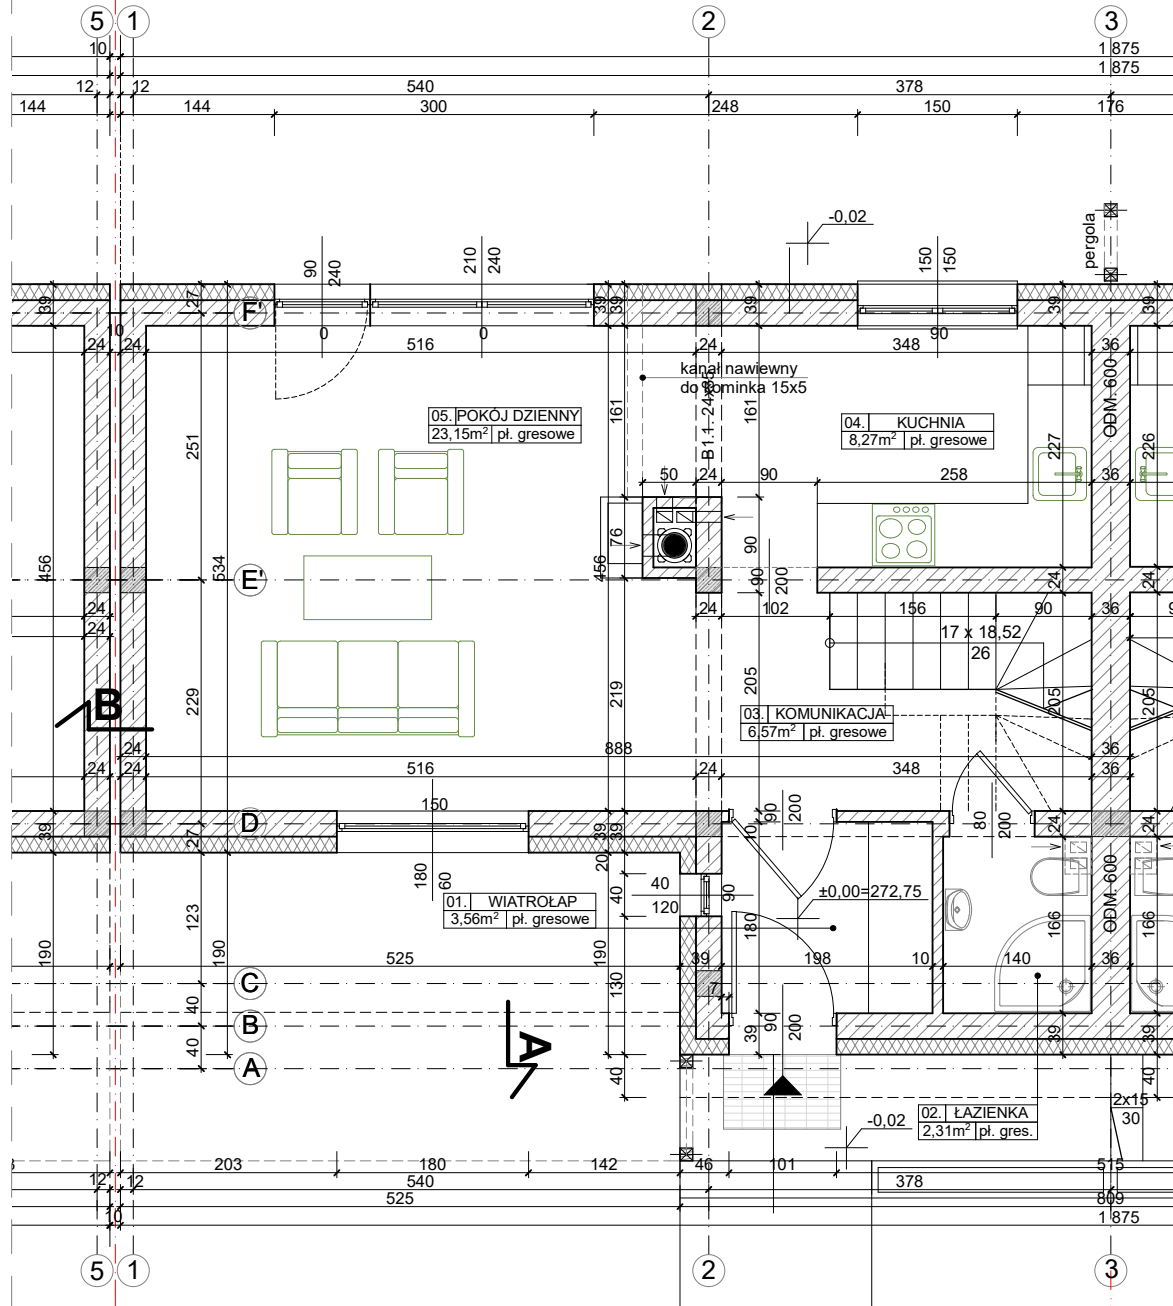 5 1 2 3
10 1 875
1 875
12 12 540 378
144 144 300 248 150 176
-0,02
pergola
90 240 210 240 150 150
39 27 F' 39 39 39 39 39
10 0 0 90
24 24 516 24 348 36
kanał nawiewny
do kominka 15x5
B1.1. 24x35
ODM. 600
161 161
05. POKÓJ DZIENNY
23,15m² pł. gresowe
04. KUCHNIA
8,27m² pł. gresowe
251 227 226
50 24 90 258 36
76 90
456 534 E' 456 90 200 24 24
24 24 102 156 90 36 9
24
17 x 18,52
26
B
229 219 205 205 205
03. KOMUNIKACJA
6,57m² pł. gresowe
24 888 36
24 24 516 24 348 36
150
39 27 D 39 39 90 200 80 200 24 24
10
20
180 60
40 40 120 90
±0,00=272,75
01. WIATROŁAP
3,56m² pł. gresowe
123 180 166 166
ODM. 600
190 190 190
525 39 198 10 140 36
C
130 7
40
B
90 200
39 39 39
A
40 A 40 40
02. ŁAZIENKA
2,31m² pł. gres.
2x15
30
-0,02
203 180 142 46 101 515
12 12 540 378
525 809
10 1 875
5 1 2 3